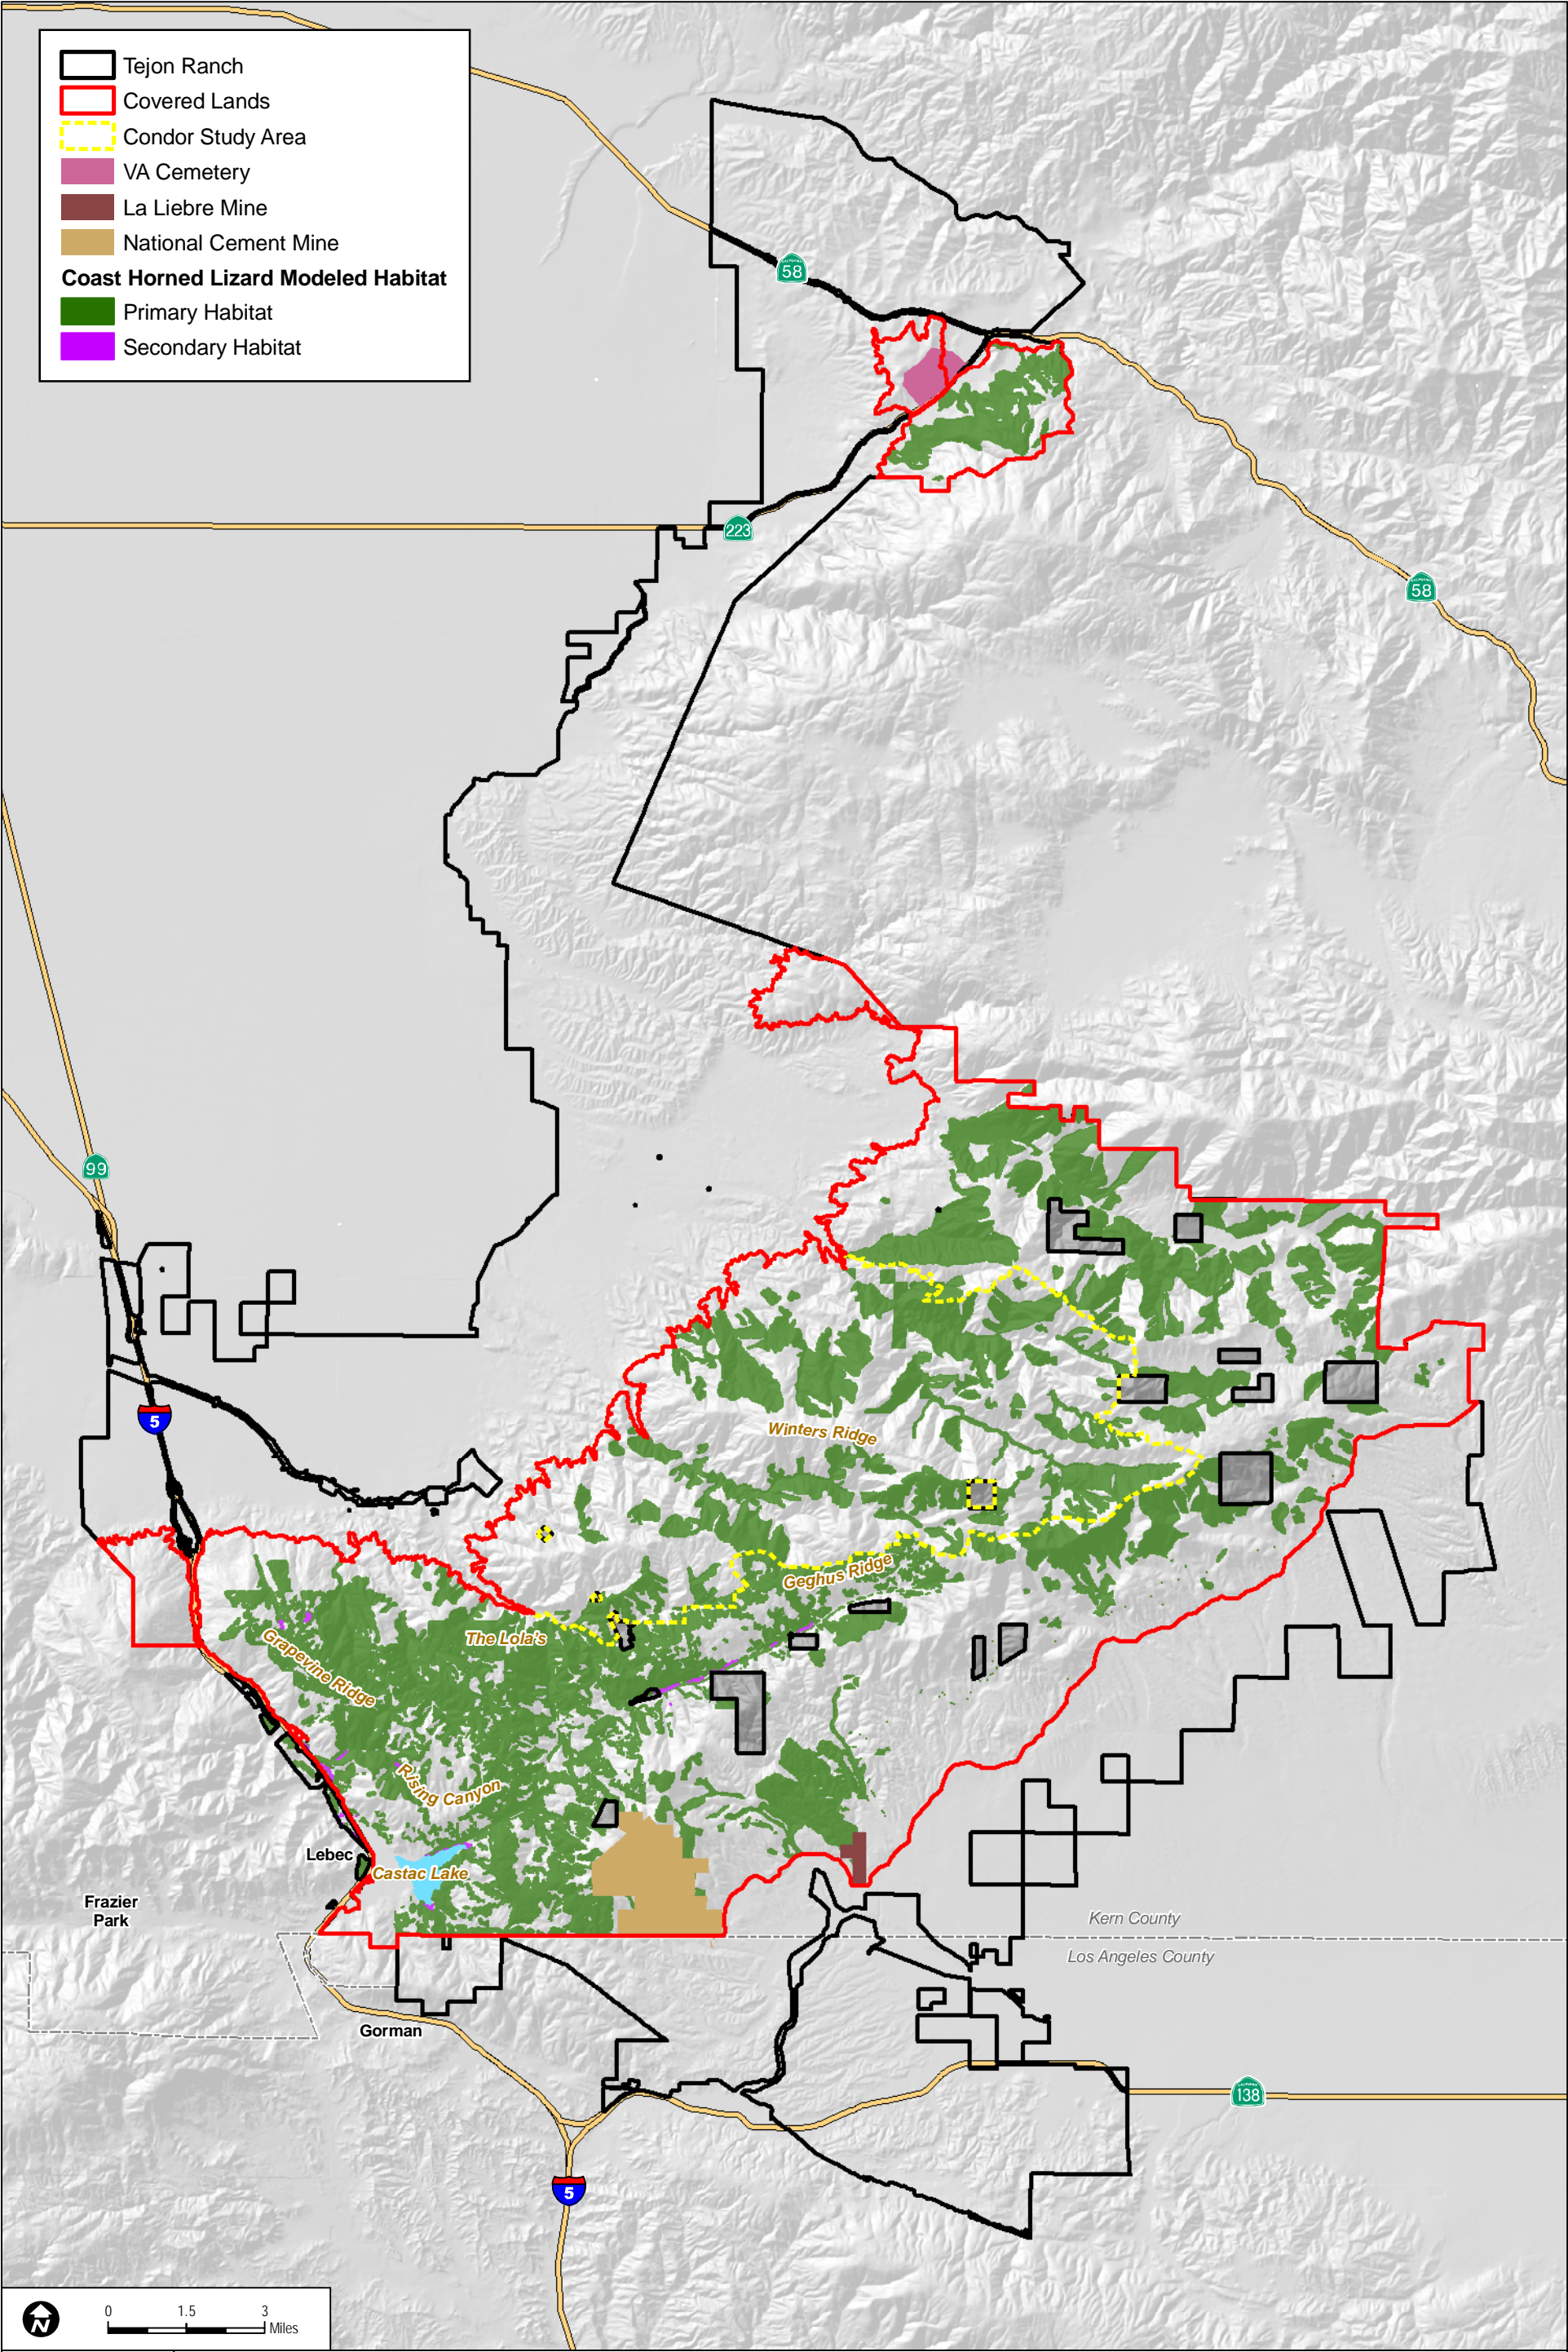 Tejon Ranch
Covered Lands
Condor Study Area
VA Cemetery
La Liebre Mine
National Cement Mine
Coast Horned Lizard Modeled Habitat
Primary Habitat
Secondary Habitat
58
223
58
99
5
Winters Ridge
Geghus Ridge
The Lola's
Grapevine Ridge
Rising Canyon
Lebec
Castac Lake
Frazier
Park
Kern County
Los Angeles County
Gorman
138
5
N
0 1.5 3
Miles